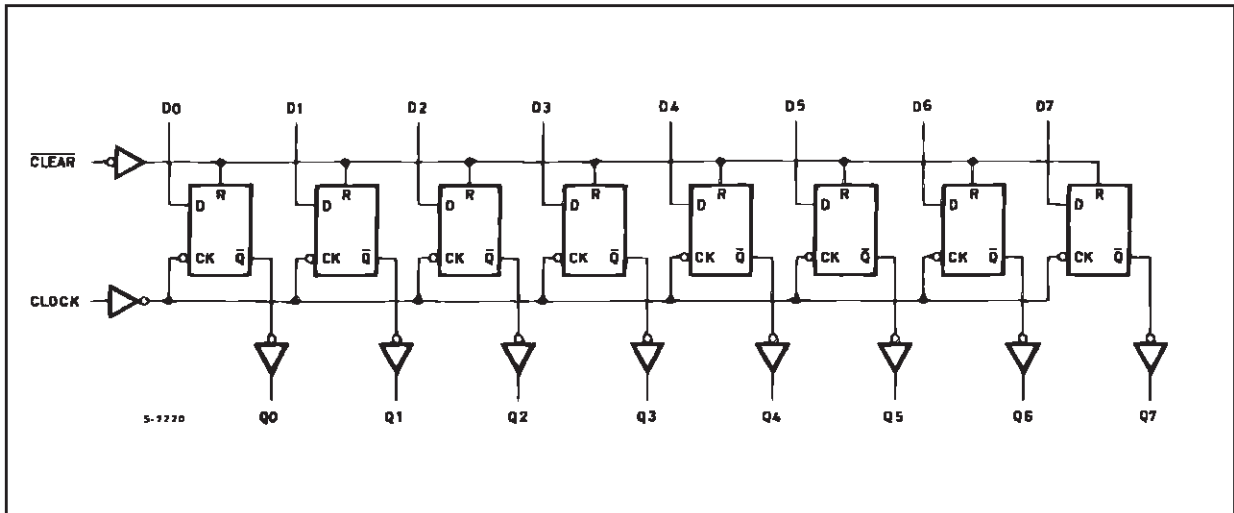 D0 D1 D2 D3 D4 D5 D6 D7
C̅L̅E̅A̅R̅
R R R R R R R R
D D D D D D D D
CK Q̅ CK Q̅ CK Q̅ CK Q̅ CK Q̅ CK Q̅ CK Q̅ CK Q̅
CLOCK
S-2220 Q0 Q1 Q2 Q3 Q4 Q5 Q6 Q7